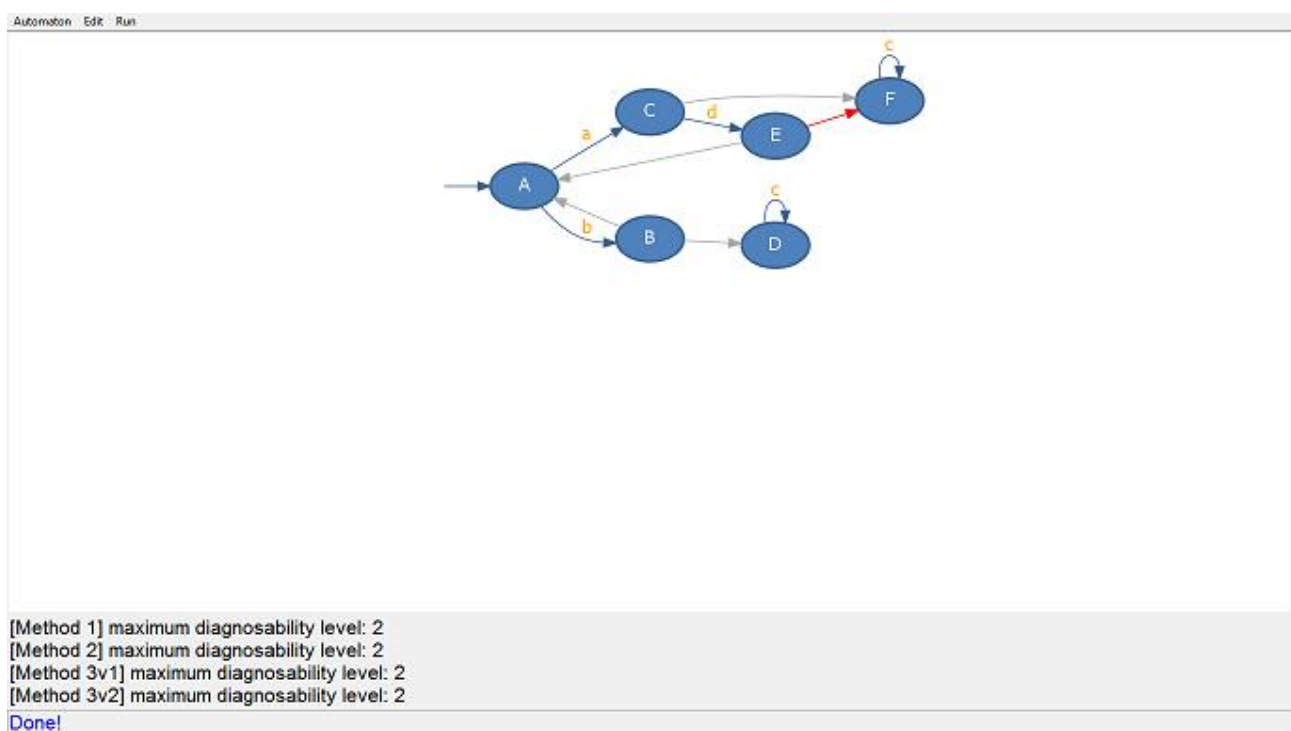 Automaton Edit Run
c
C
d
F
a
E
A
c
b
B
D
[Method 1] maximum diagnosability level: 2
[Method 2] maximum diagnosability level: 2
[Method 3v1] maximum diagnosability level: 2
[Method 3v2] maximum diagnosability level: 2
Done!